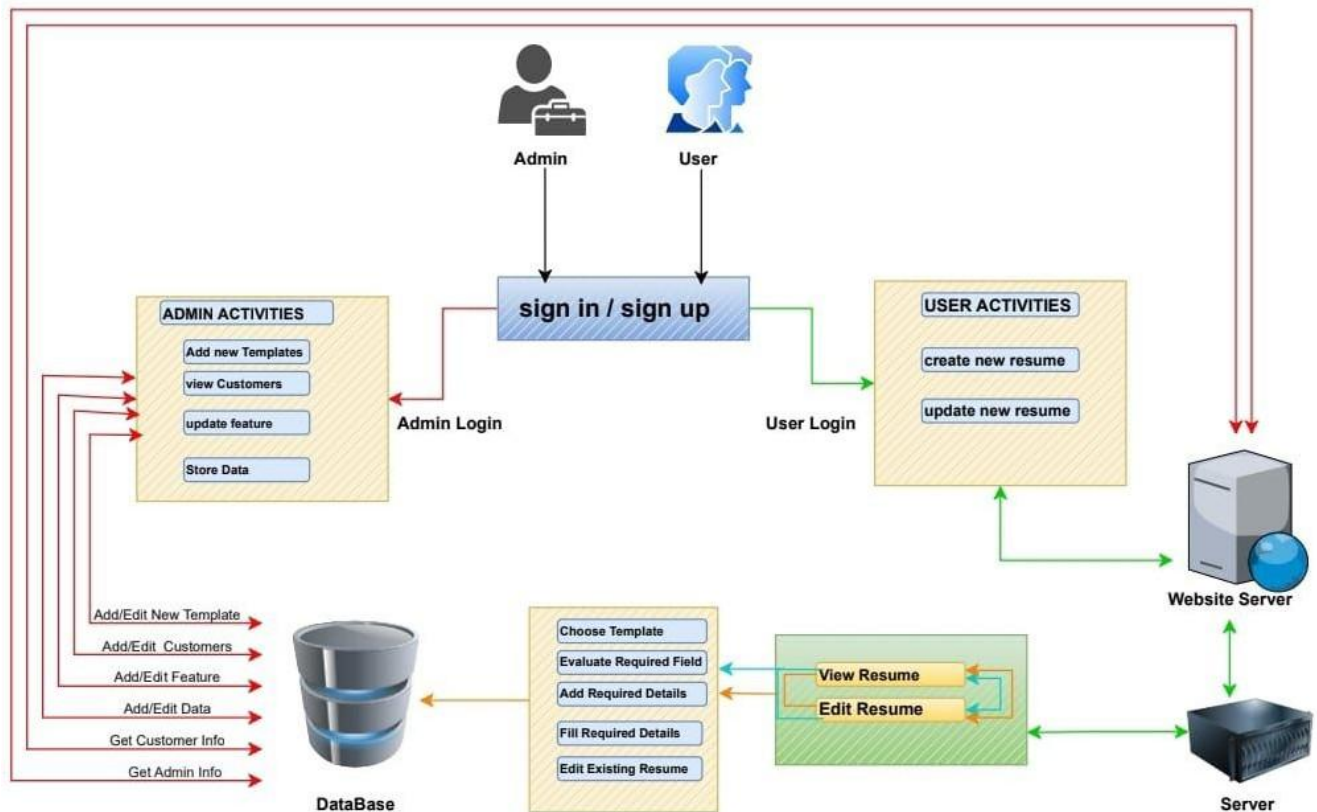 Admin
User
sign in / sign up
ADMIN ACTIVITIES
Add new Templates
view Customers
update feature
Store Data
Admin Login
User Login
USER ACTIVITIES
create new resume
update new resume
Website Server
Add/Edit New Template
Add/Edit Customers
Add/Edit Feature
Add/Edit Data
Get Customer Info
Get Admin Info
DataBase
Choose Template
Evaluate Required Field
Add Required Details
Fill Required Details
Edit Existing Resume
View Resume
Edit Resume
Server